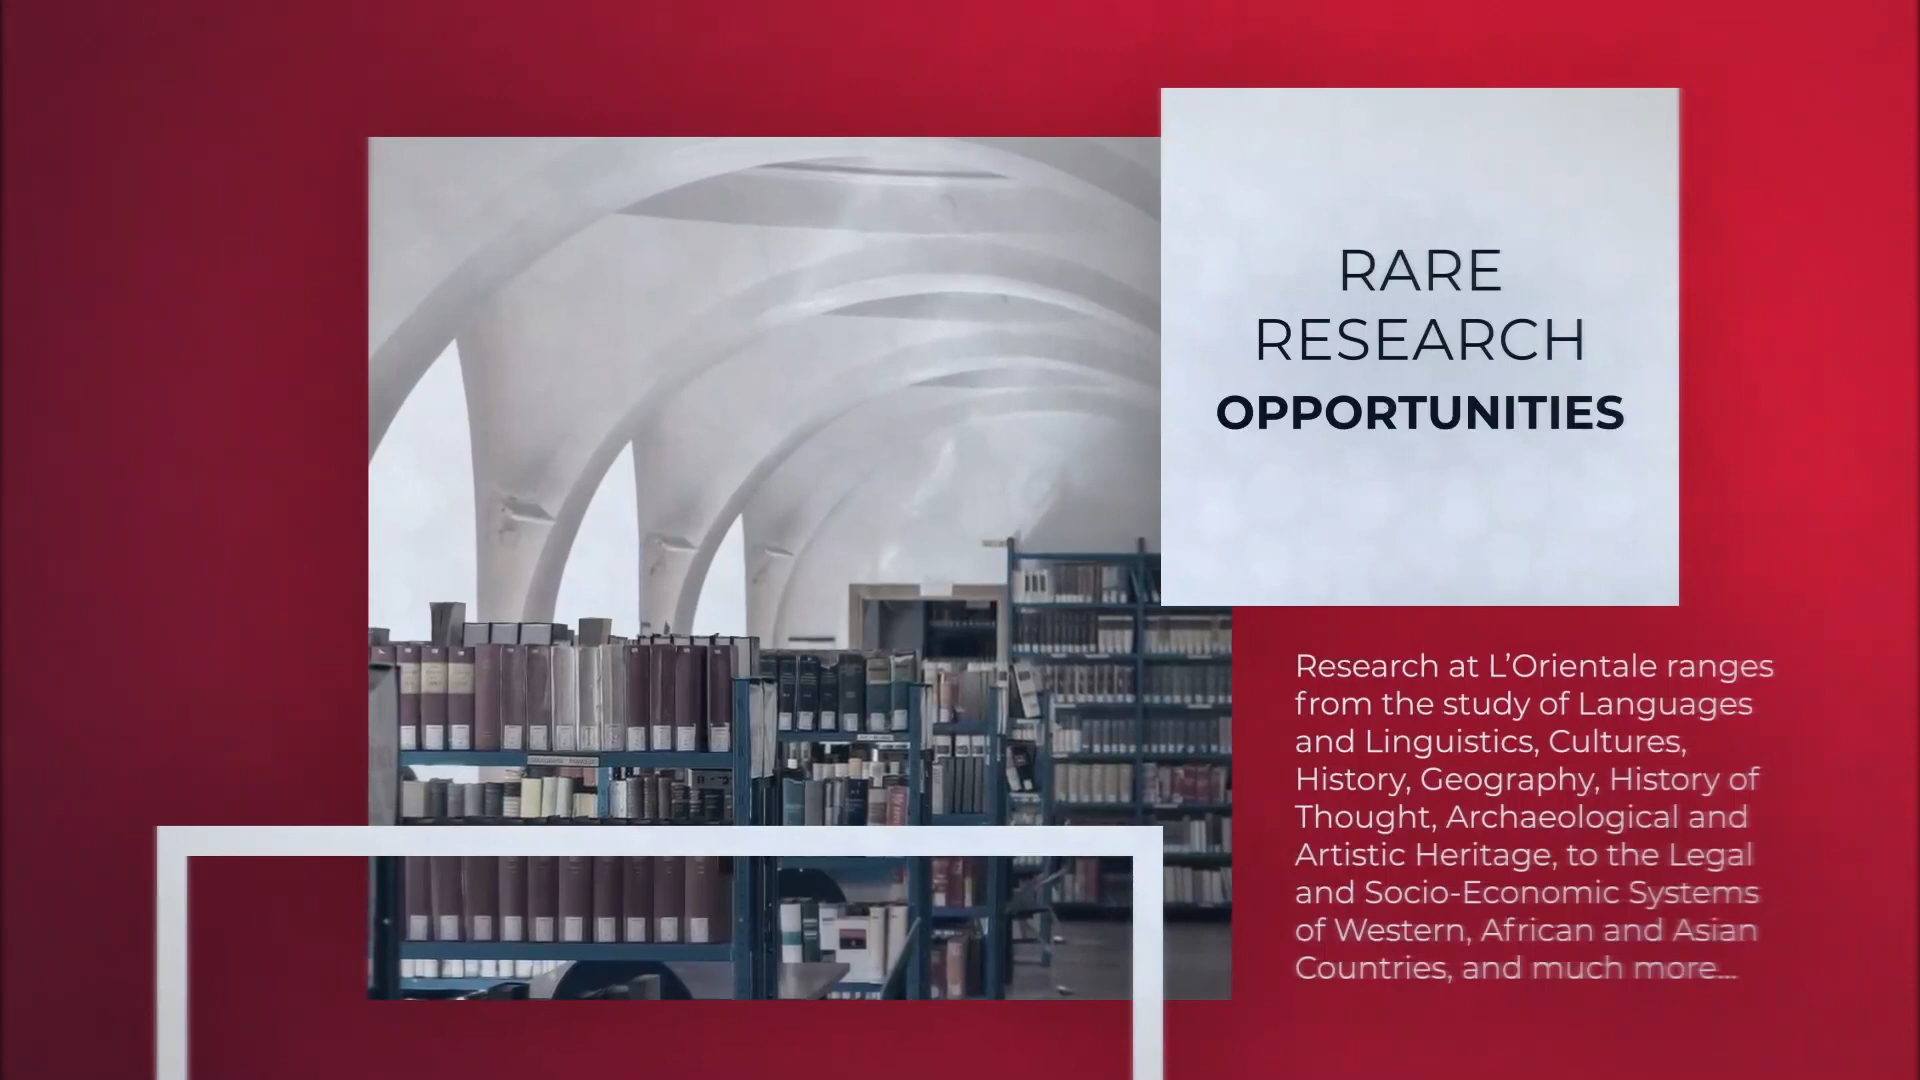 RARE
RESEARCH
OPPORTUNITIES
Research at L’Orientale ranges
from the study of Languages
and Linguistics, Cultures,
History, Geography, History of
Thought, Archaeological and
Artistic Heritage, to the Legal
and Socio-Economic Systems
of Western, African and Asian
Countries, and much more...